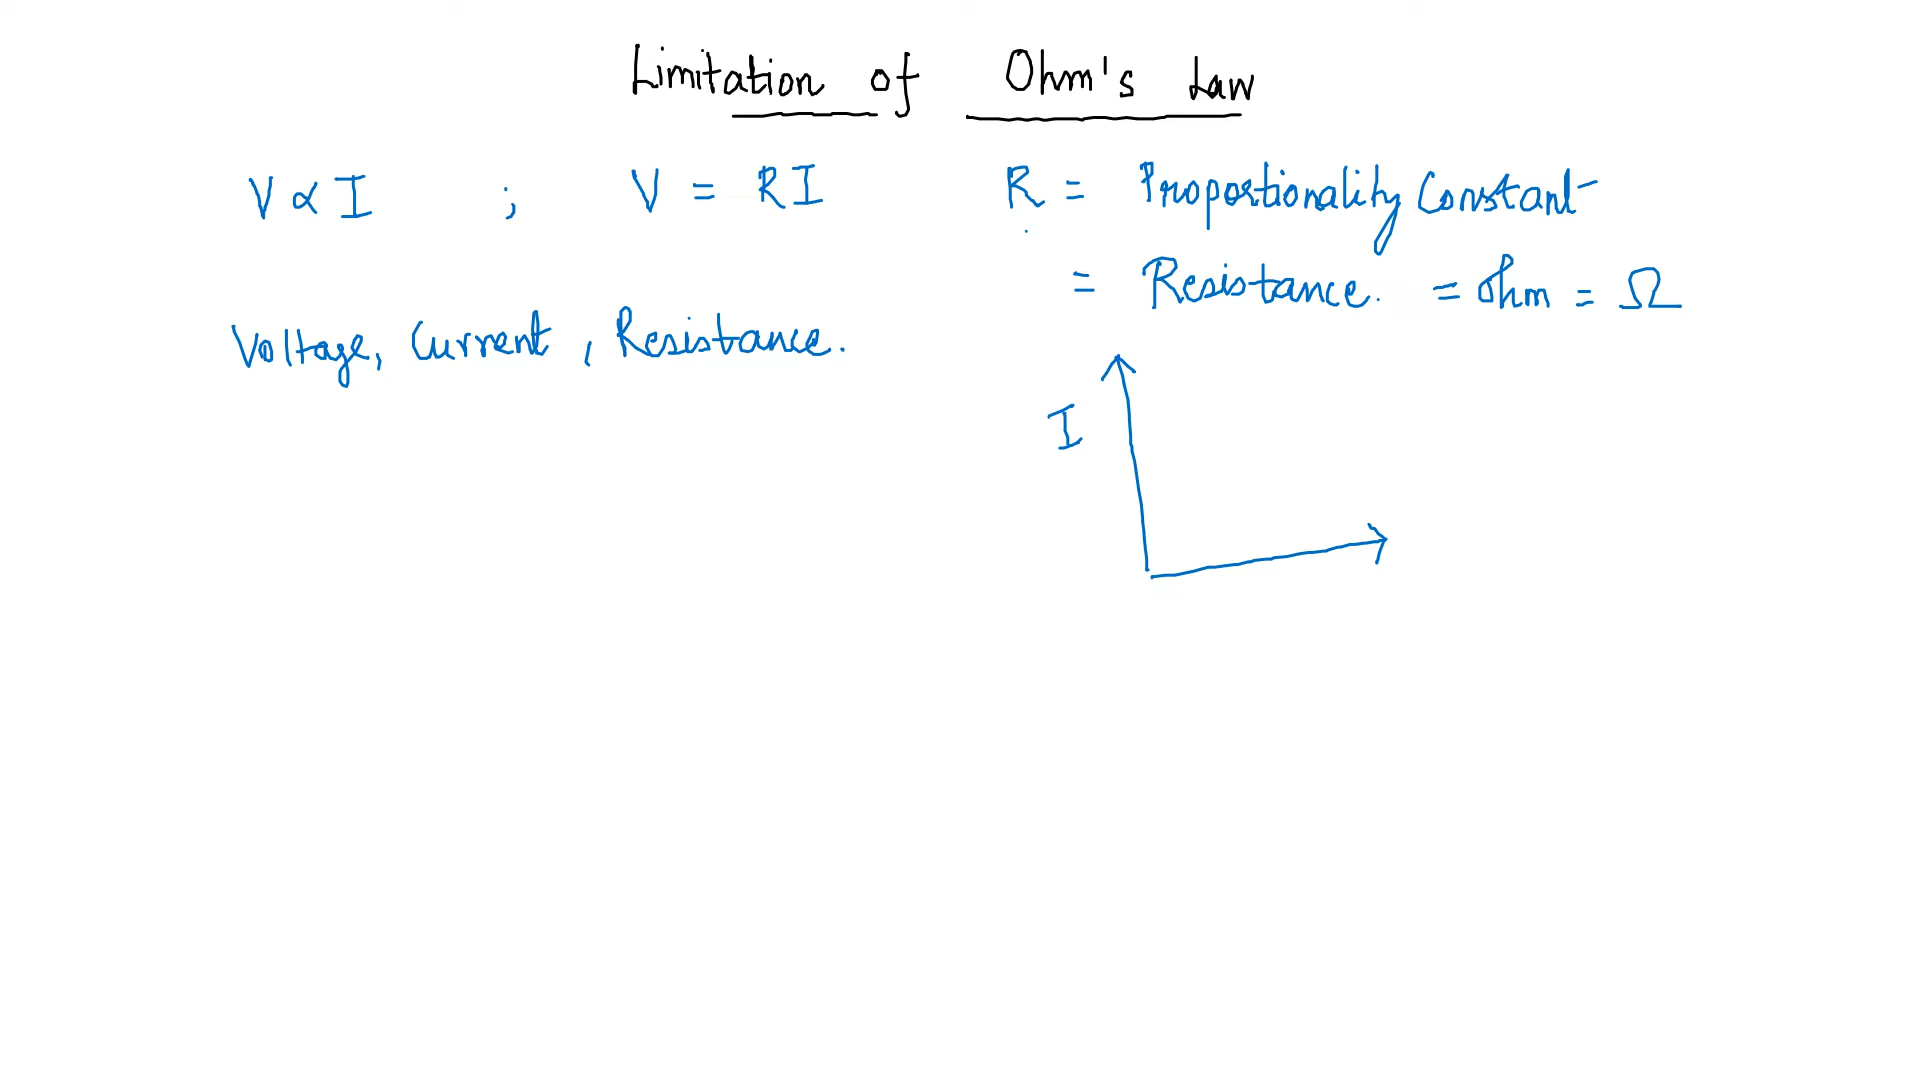 Limitation of Ohm's Law
V ∝ I ; V = RI R = Proportionality Constant
= Resistance. = ohm = Ω
Voltage, Current, Resistance.
I